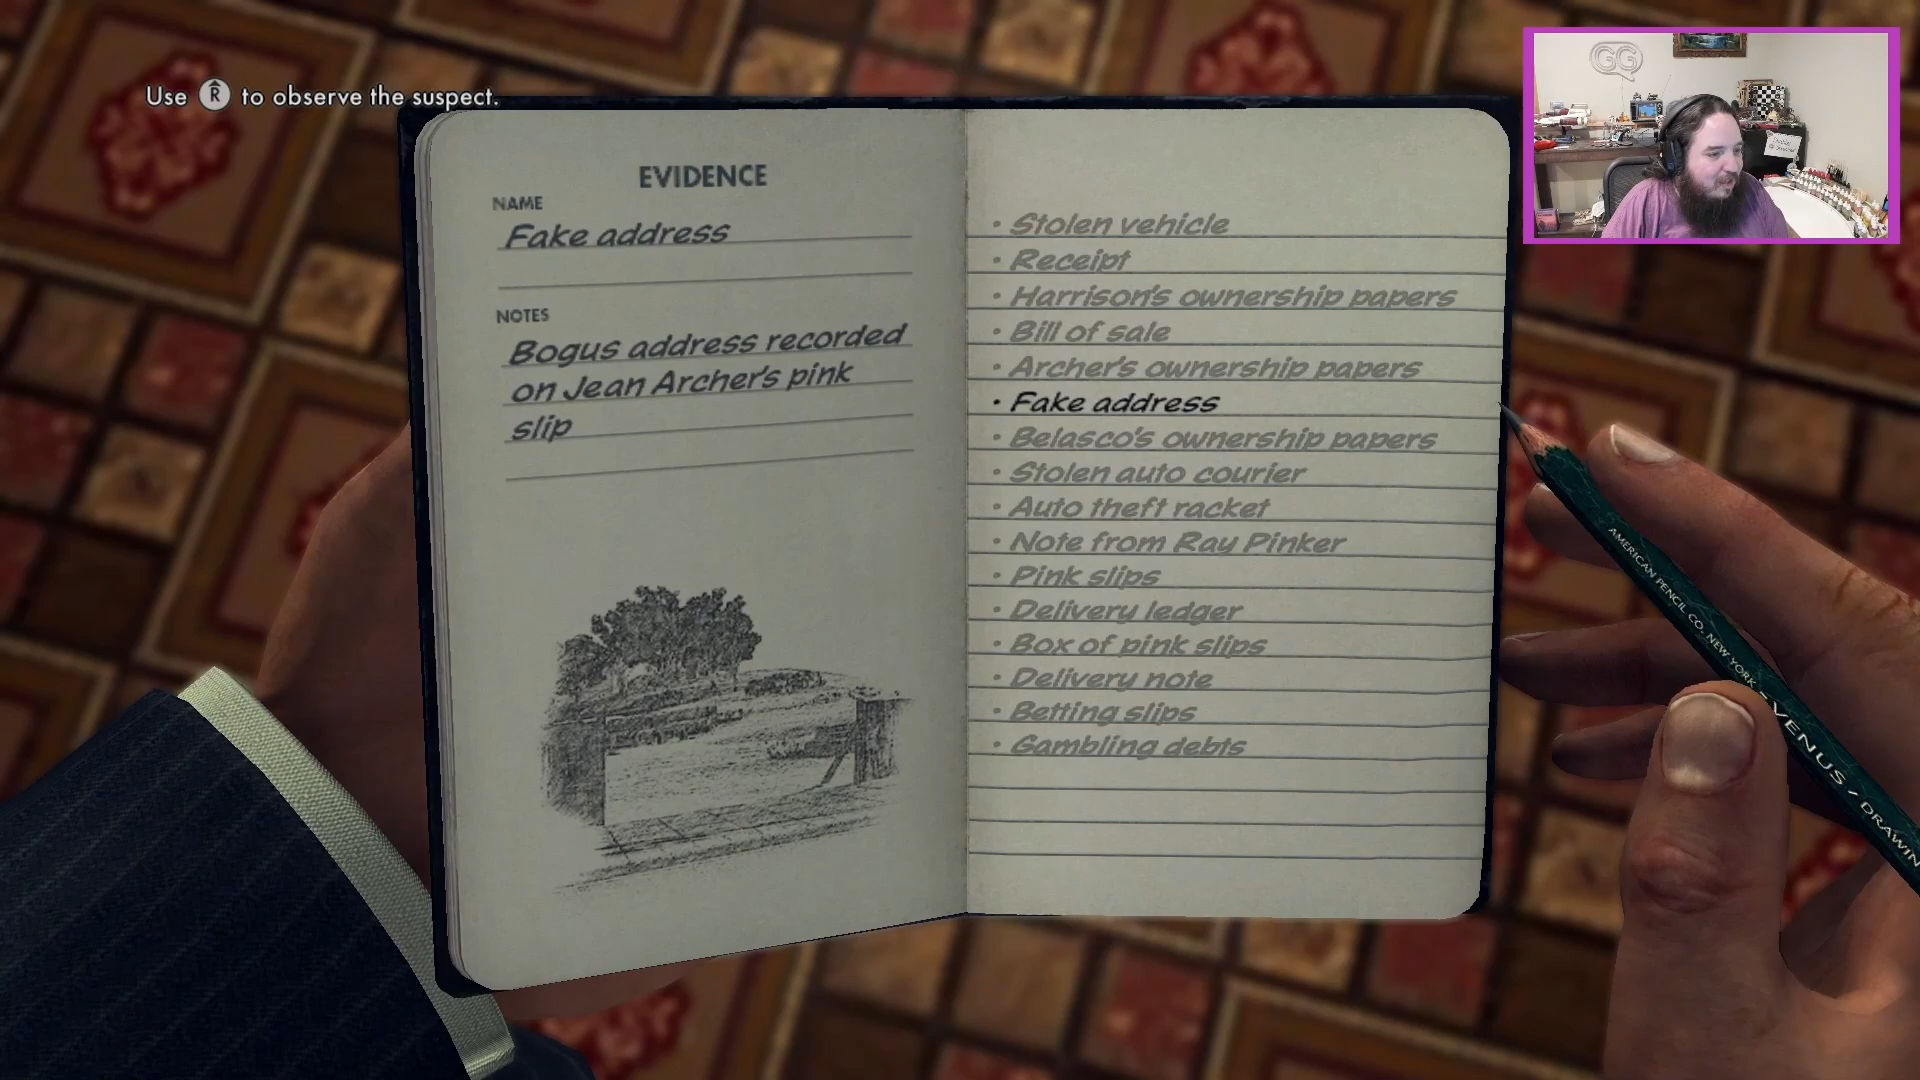 Use R to observe the suspect.
GG
EVIDENCE
NAME
Fake address
NOTES
Bogus address recorded
on Jean Archer's pink
slip
• Stolen vehicle
• Receipt
• Harrison's ownership papers
• Bill of sale
• Archer's ownership papers
• Fake address
• Belasco's ownership papers
• Stolen auto courier
• Auto theft racket
• Note from Ray Pinker
• Pink slips
• Delivery ledger
• Box of pink slips
• Delivery note
• Betting slips
• Gambling debts
AMERICAN PENCIL CO. NEW YORK VENUS / DRAWIN